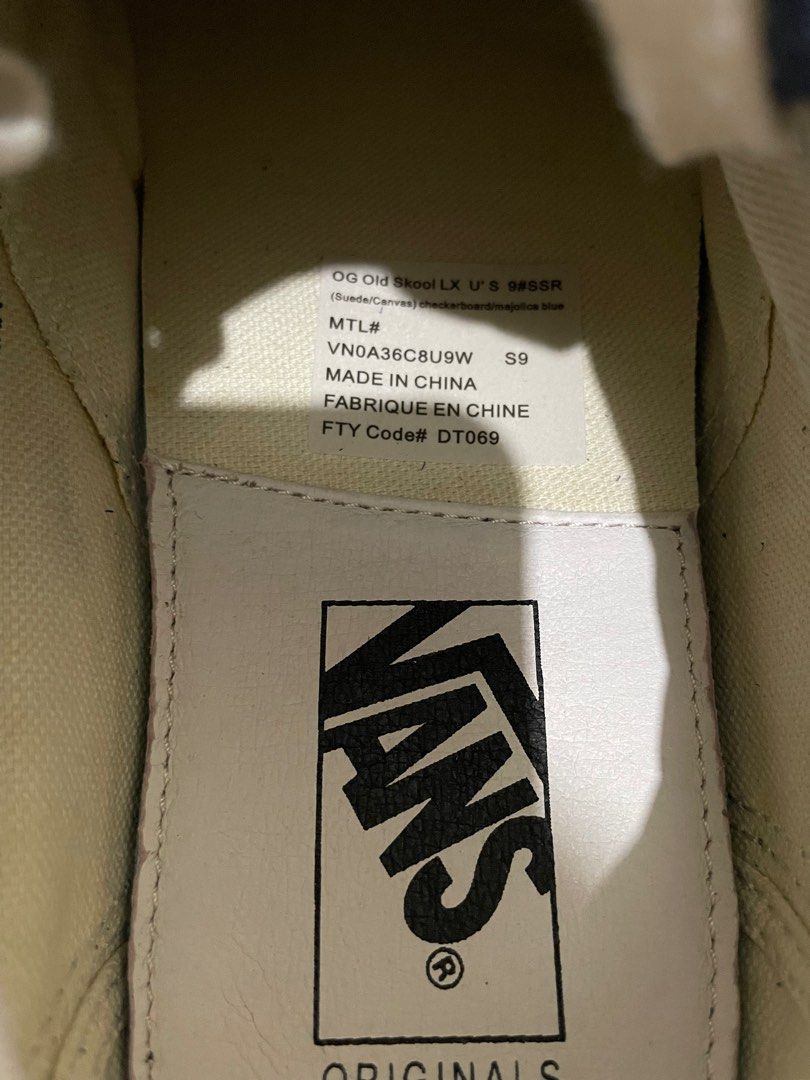 OG Old Skool LX U' S 9#SSR
(Suede/Canvas) checkerboard/majolica blue
MTL#
VN0A36C8U9W S9
MADE IN CHINA
FABRIQUE EN CHINE
FTY Code# DT069
VANS
®
ORIGINALS